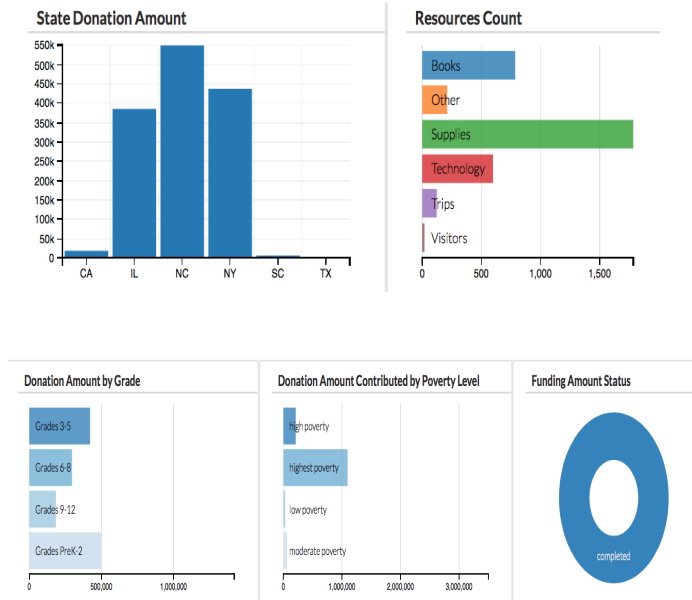 State Donation Amount
550k
500k
450k
400k
350k
300k
250k
200k
150k
100k
50k
0
CA IL NC NY SC TX
Resources Count
Books
Other
Supplies
Technology
Trips
Visitors
0 500 1,000 1,500
Donation Amount by Grade
Grades 3-5
Grades 6-8
Grades 9-12
Grades PreK-2
0 500,000 1,000,000
Donation Amount Contributed by Poverty Level
high poverty
highest poverty
low poverty
moderate poverty
0 1,000,000 2,000,000 3,000,000
Funding Amount Status
completed